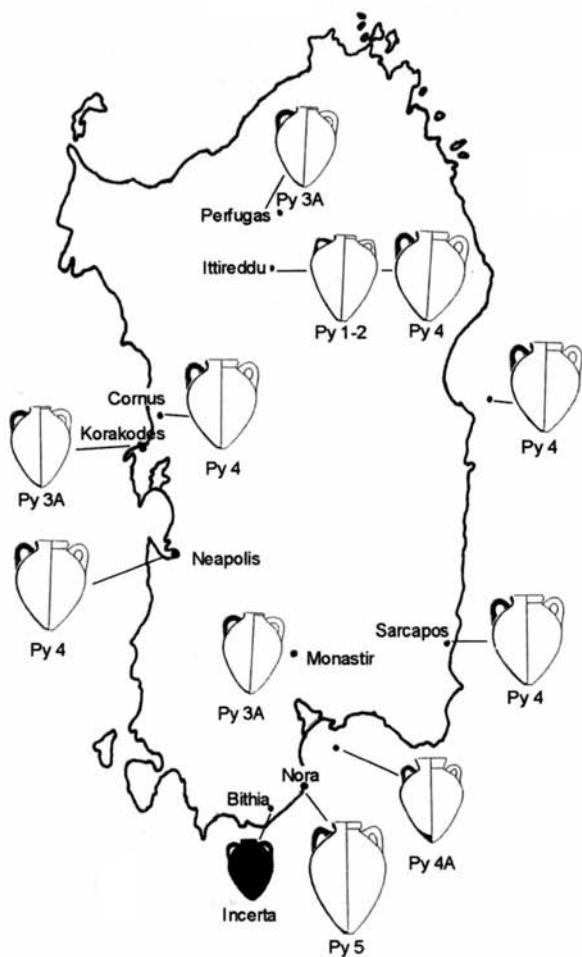 Py 3A
Perfugas
Ittireddu
Py 1-2
Py 4
Cornus
Korakodes
Py 3A
Py 4
Py 4
Neapolis
Py 4
Sarcapos
Monastir
Py 4
Py 3A
Nora
Bithia
Py 4A
Incerta
Py 5